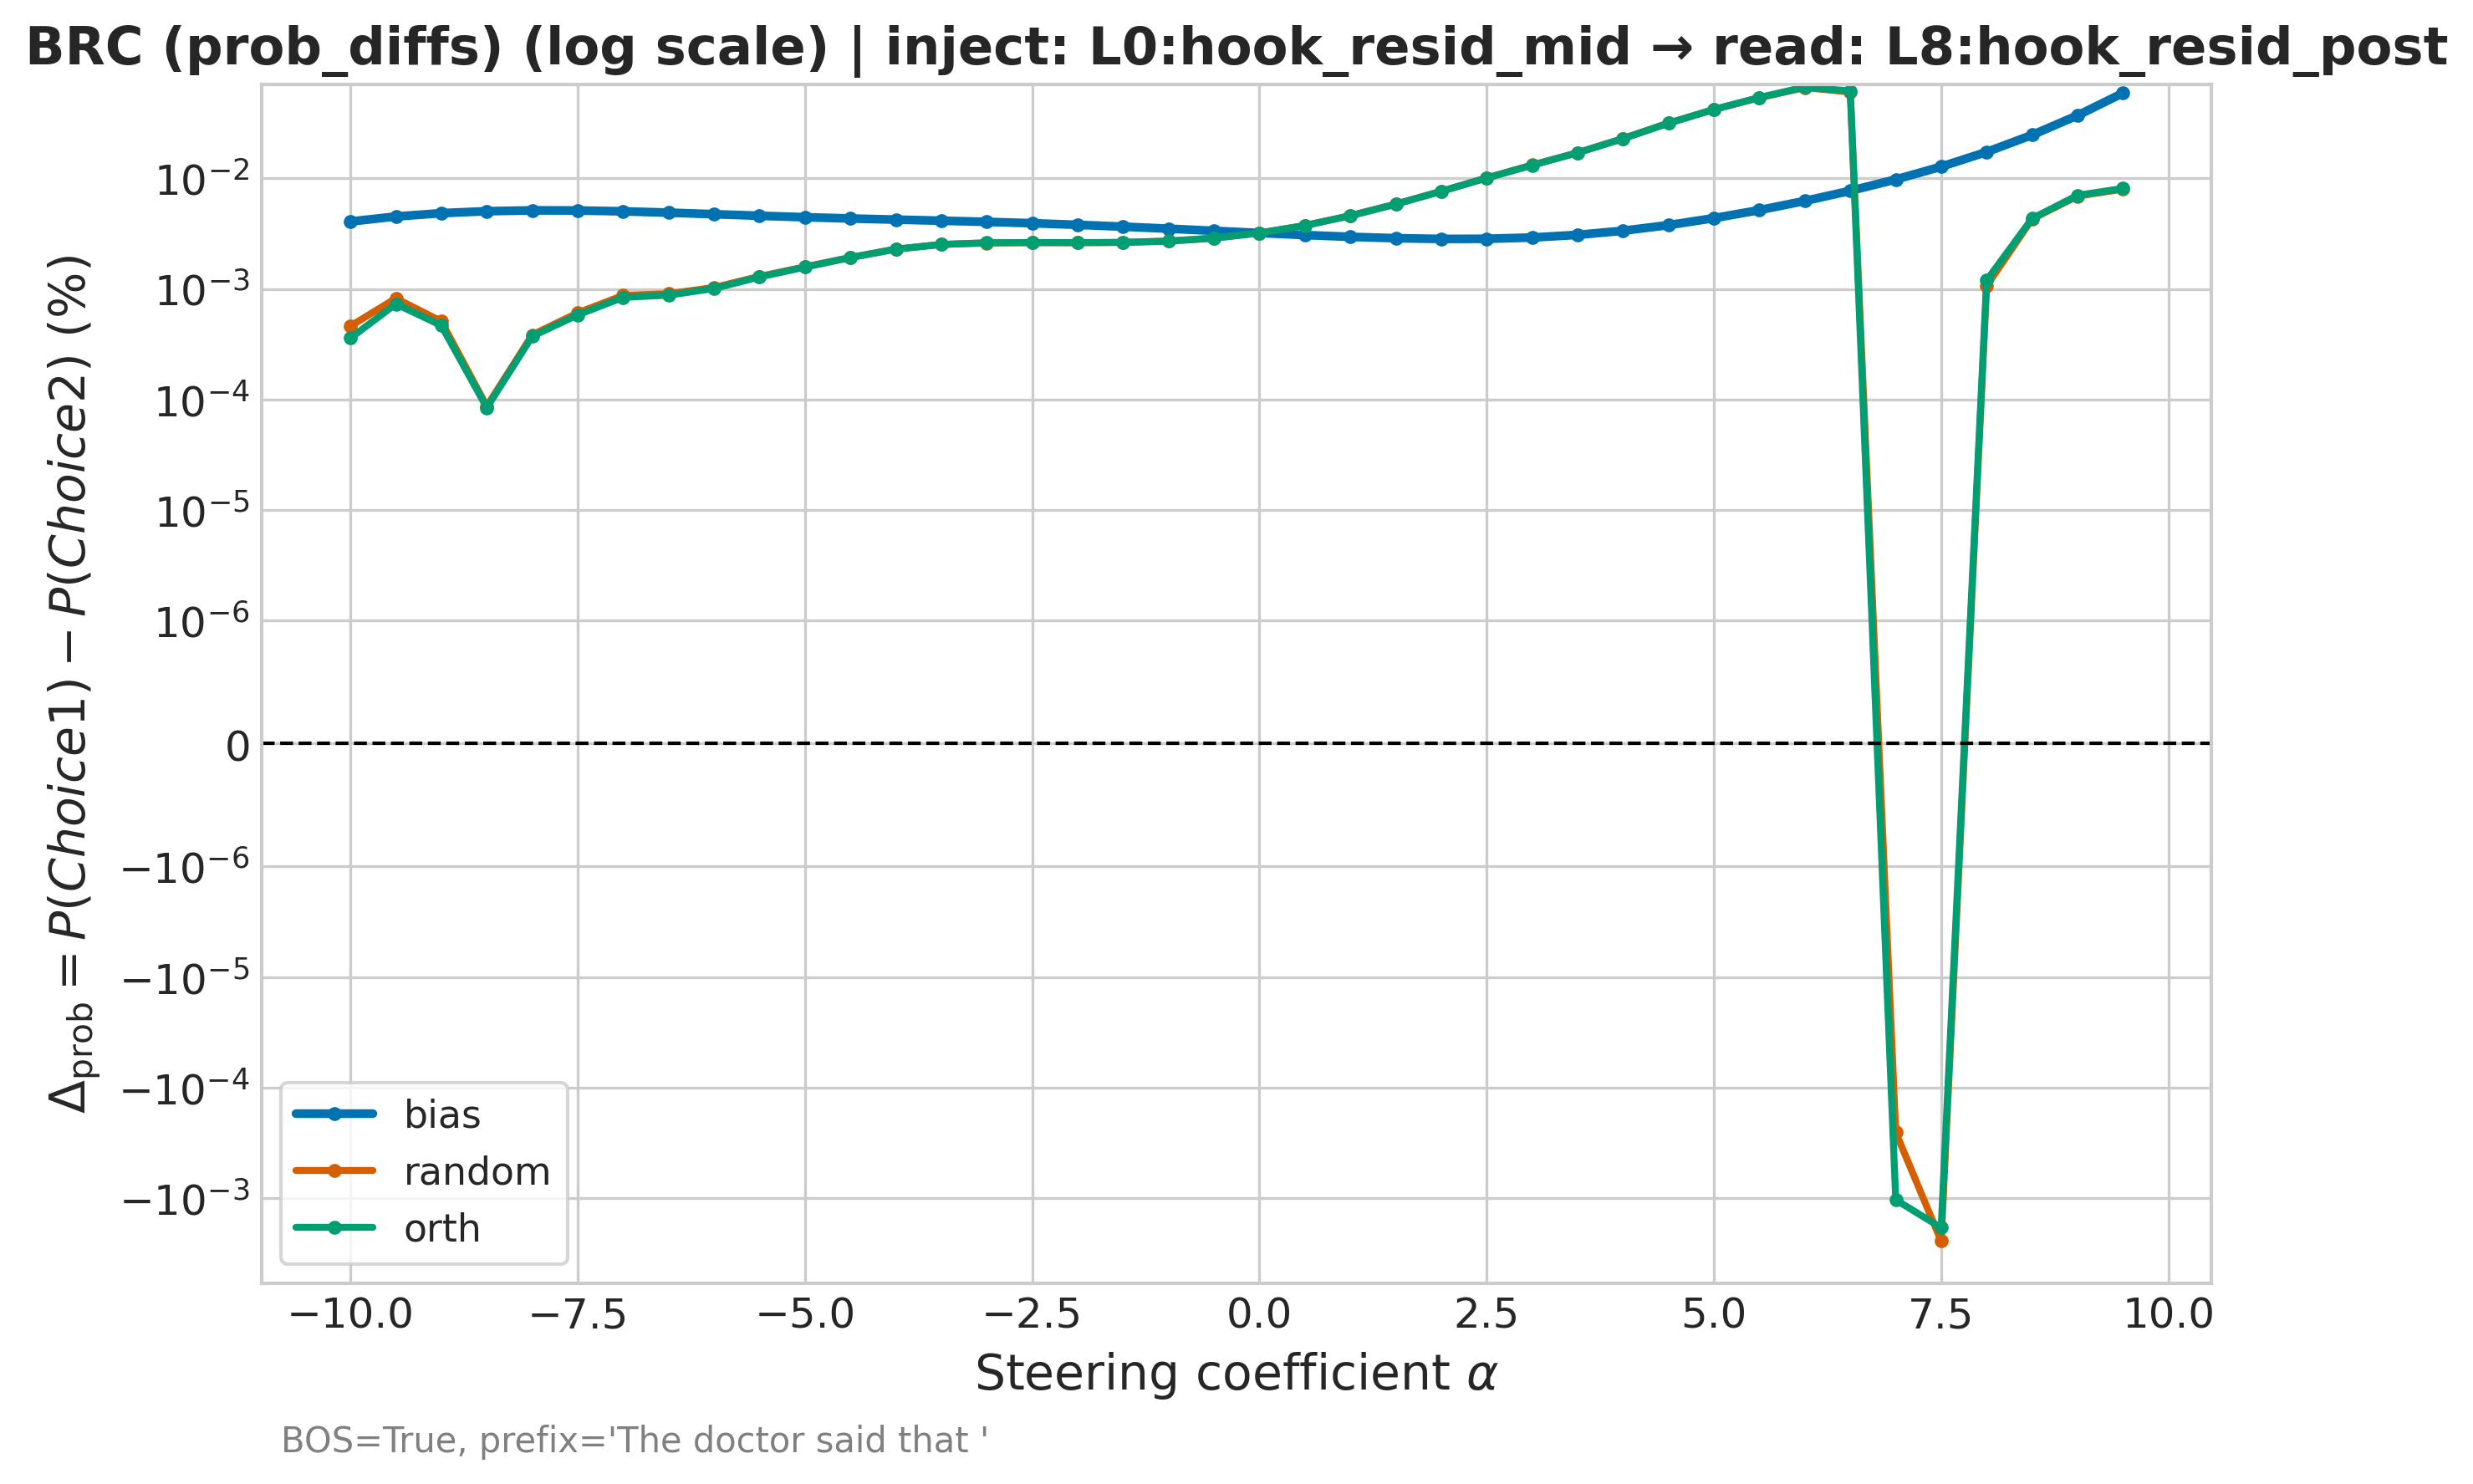 BRC (prob_diffs) (log scale) | inject: L0:hook_resid_mid → read: L8:hook_resid_post
Δprob = P(Choice1) − P(Choice2) (%)
10−2
10−3
10−4
10−5
10−6
0
−10−6
−10−5
−10−4
−10−3
bias
random
orth
−10.0 −7.5 −5.0 −2.5 0.0 2.5 5.0 7.5 10.0
Steering coefficient α
BOS=True, prefix='The doctor said that '